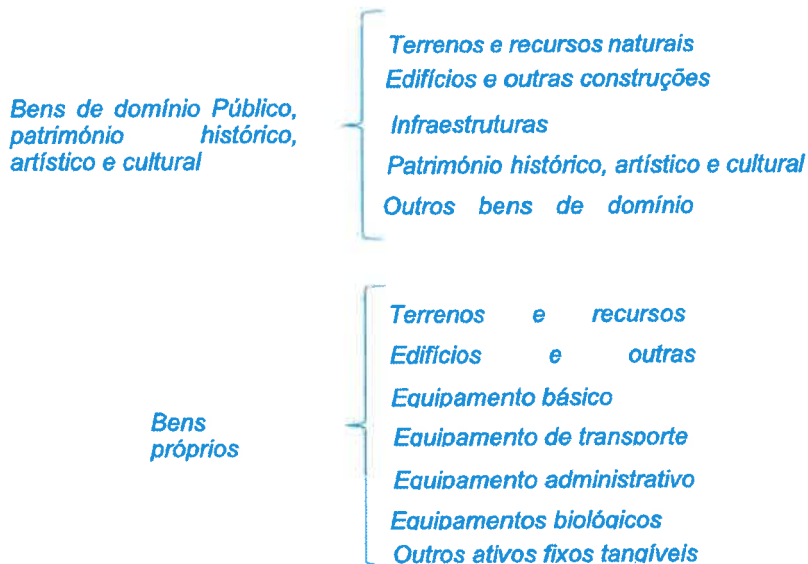 Bens de domínio Público,
património histórico,
artístico e cultural
Terrenos e recursos naturais
Edifícios e outras construções
Infraestruturas
Património histórico, artístico e cultural
Outros bens de domínio
Bens
próprios
Terrenos e recursos
Edifícios e outras
Equipamento básico
Equipamento de transporte
Equipamento administrativo
Equipamentos biológicos
Outros ativos fixos tangíveis